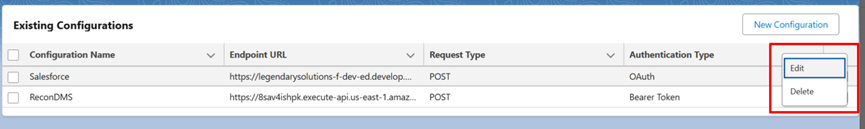 Existing Configurations
New Configuration
Configuration Name Endpoint URL Request Type Authentication Type
Salesforce https://legendarysolutions-f-dev-ed.develop.... POST OAuth
Edit
ReconDMS https://8sav4ishpk.execute-api.us-east-1.amaz... POST Bearer Token
Delete